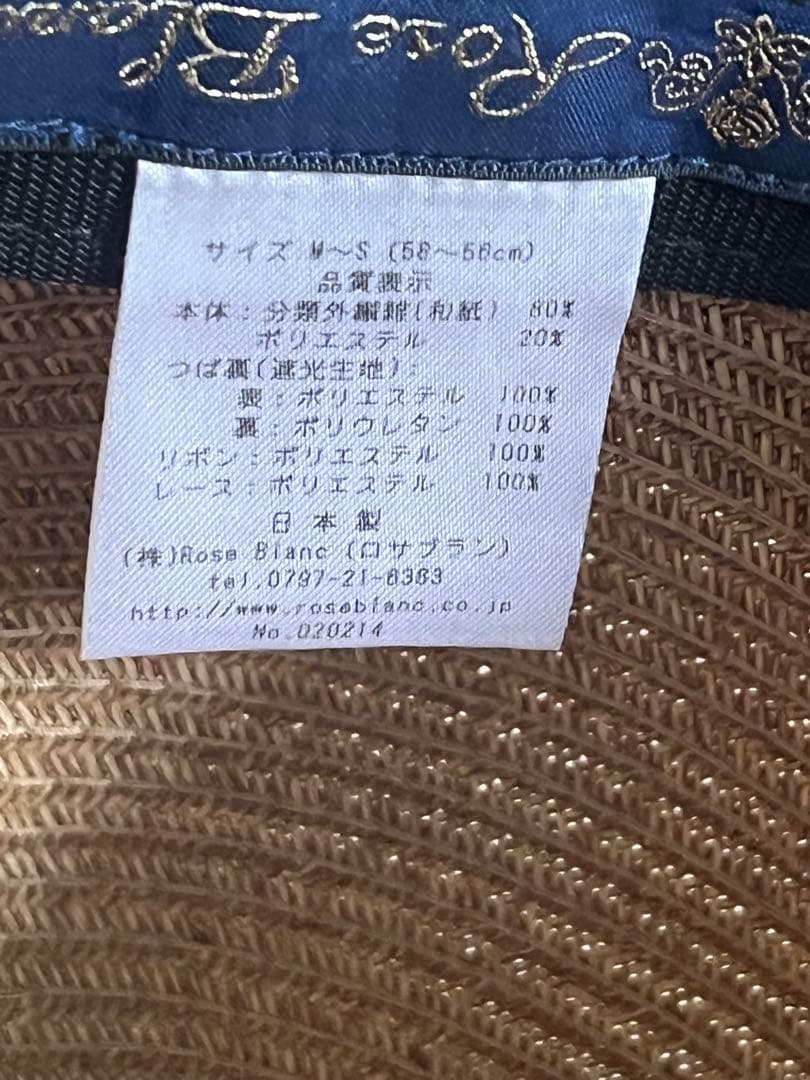 Rose Blanc
サイズ M～S (58～56cm)
品質表示
本体：分類外繊維(和紙) 80%
ポリエステル 20%
つば裏(遮光生地)：
表：ポリエステル 100%
裏：ポリウレタン 100%
リボン：ポリエステル 100%
レース：ポリエステル 100%
日本製
(株)Rose Blanc (ロサブラン)
tel.0797-21-6363
http://www.roseblanc.co.jp
No.020214